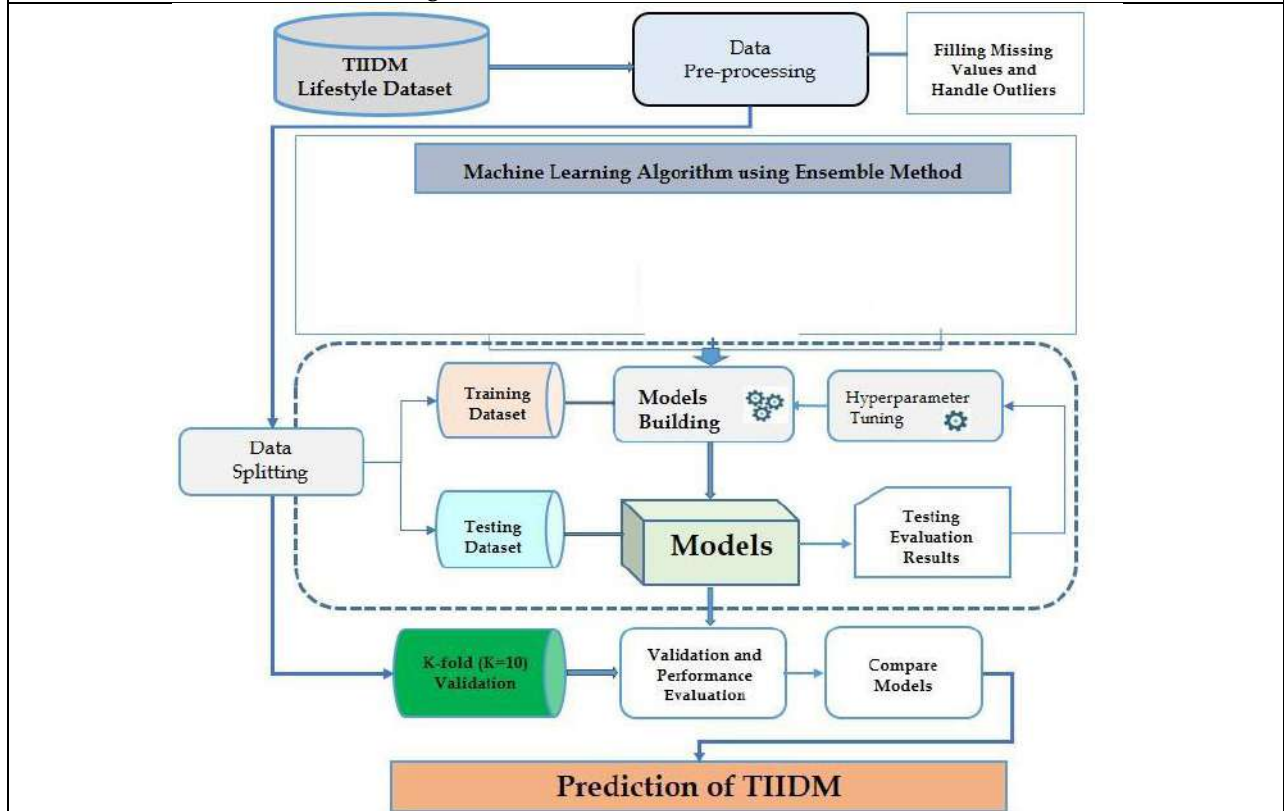 TIIDM
Lifestyle Dataset
Data
Pre-processing
Filling Missing
Values and
Handle Outliers
Machine Learning Algorithm using Ensemble Method
Training
Dataset
Models
Building
Hyperparameter
Tuning
Data
Splitting
Testing
Dataset
Models
Testing
Evaluation
Results
K-fold (K=10)
Validation
Validation and
Performance
Evaluation
Compare
Models
Prediction of TIIDM